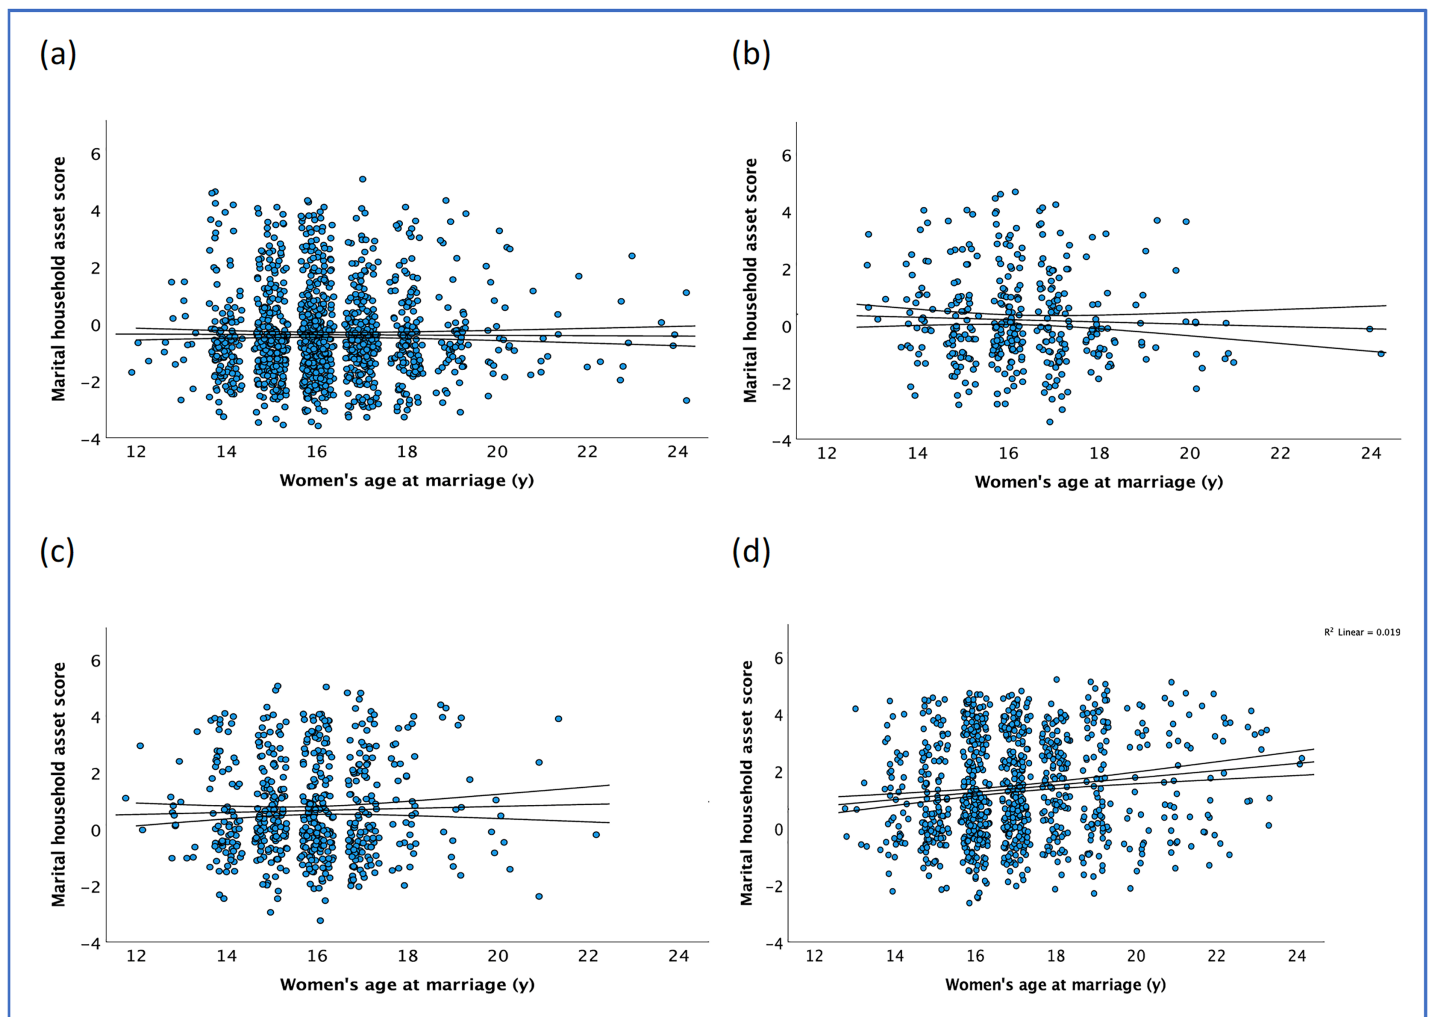 (a)
(b)
Marital household asset score
6
4
2
0
−2
−4
12 14 16 18 20 22 24
Women's age at marriage (y)
Marital household asset score
6
4
2
0
−2
−4
12 14 16 18 20 22 24
Women's age at marriage (y)
(c)
(d)
Marital household asset score
6
4
2
0
−2
−4
12 14 16 18 20 22 24
Women's age at marriage (y)
R² Linear = 0.019
Marital household asset score
6
4
2
0
−2
−4
12 14 16 18 20 22 24
Women's age at marriage (y)